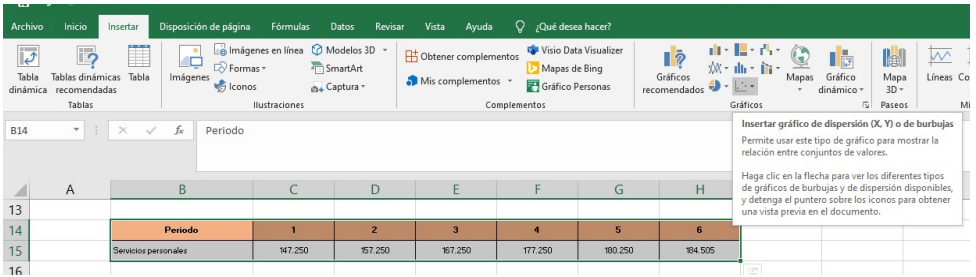 Archivo Inicio Insertar Disposición de página Fórmulas Datos Revisar Vista Ayuda ¿Qué desea hacer?
Tabla dinámica
Tablas dinámicas recomendadas
Tabla
Tablas
Imágenes
Imágenes en línea
Formas
Iconos
Modelos 3D
SmartArt
Captura
Ilustraciones
Obtener complementos
Mis complementos
Visio Data Visualizer
Mapas de Bing
Gráfico Personas
Complementos
Gráficos recomendados
Mapas
Gráfico dinámico
Gráficos
Mapa 3D
Paseos
Líneas
B14 fx Periodo
Insertar gráfico de dispersión (X, Y) o de burbujas
Permite usar este tipo de gráfico para mostrar la
relación entre conjuntos de valores.
Haga clic en la flecha para ver los diferentes tipos
de gráficos de burbujas y de dispersión disponibles,
y detenga el puntero sobre los iconos para obtener
una vista previa en el documento.
A B C D E F G H
13
14 Periodo 1 2 3 4 5 6
15 Servicios personales 147.250 157.250 167.250 177.250 180.250 184.505
16